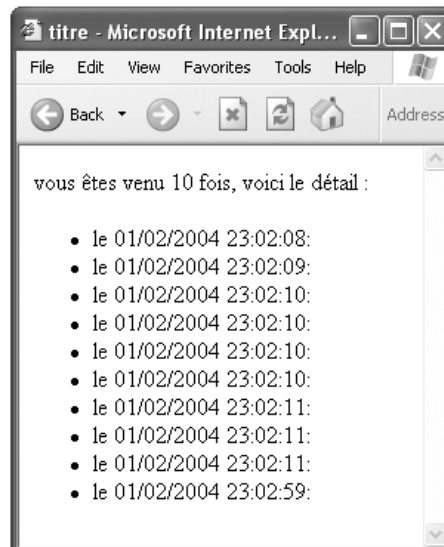 titre - Microsoft Internet Expl...
File Edit View Favorites Tools Help
Back Address
vous êtes venu 10 fois, voici le détail :
• le 01/02/2004 23:02:08:
• le 01/02/2004 23:02:09:
• le 01/02/2004 23:02:10:
• le 01/02/2004 23:02:10:
• le 01/02/2004 23:02:10:
• le 01/02/2004 23:02:10:
• le 01/02/2004 23:02:11:
• le 01/02/2004 23:02:11:
• le 01/02/2004 23:02:11:
• le 01/02/2004 23:02:59: